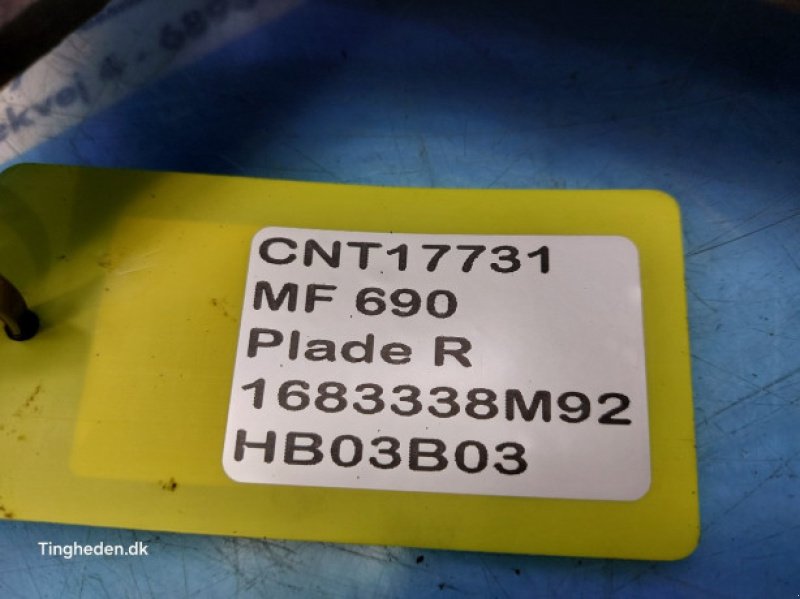 CNT17731
MF 690
Plade R
1683338M92
HB03B03
Tingheden.dk